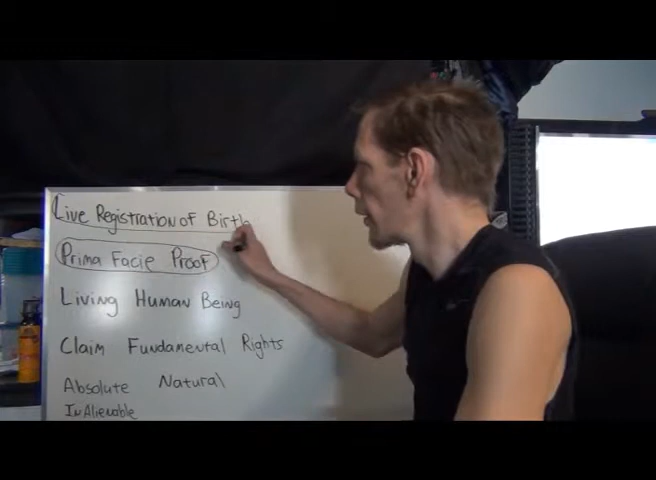 Live Registration of Birth
Prima Facie Proof
Living Human Being
Claim Fundamental Rights
Absolute Natural
InAlienable